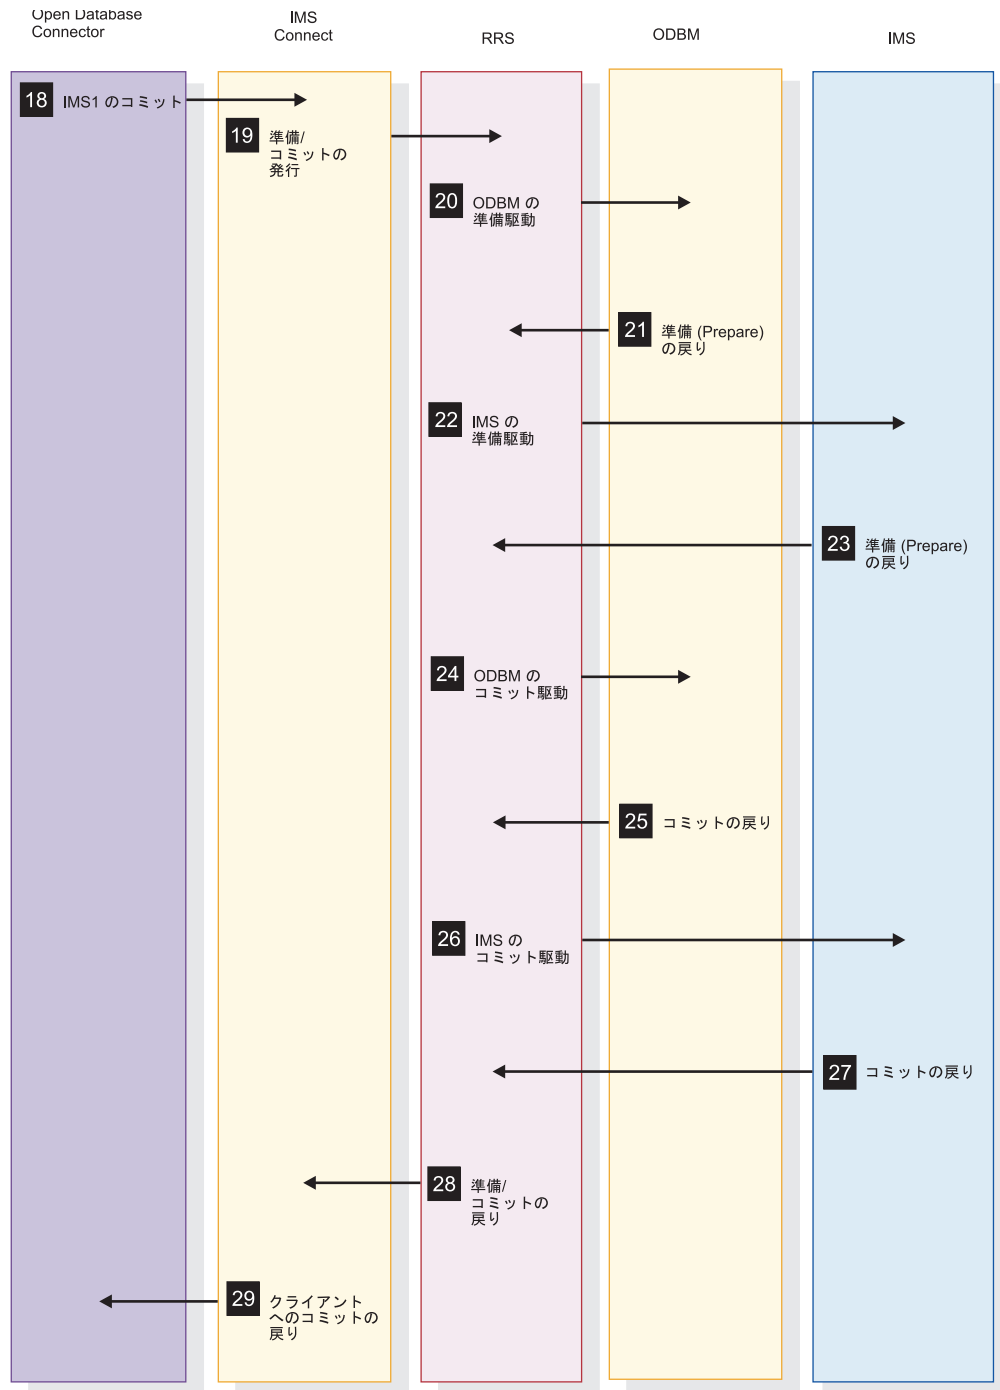 Open Database
Connector
IMS
Connect
RRS
ODBM
IMS
18 IMS1 のコミット
19 準備/
コミットの
発行
20 ODBM の
準備駆動
21 準備 (Prepare)
の戻り
22 IMS の
準備駆動
23 準備 (Prepare)
の戻り
24 ODBM の
コミット駆動
25 コミットの戻り
26 IMS の
コミット駆動
27 コミットの戻り
28 準備/
コミットの
戻り
29 クライアント
へのコミットの
戻り